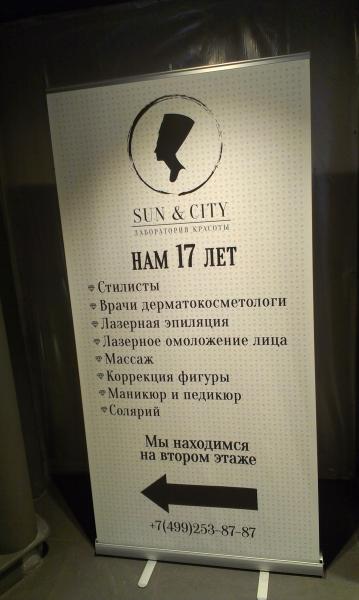 SUN & CITY
ЛАБОРАТОРИЯ КРАСОТЫ
НАМ 17 ЛЕТ
Стилисты
Врачи дерматокосметологи
Лазерная эпиляция
Лазерное омоложение лица
Массаж
Коррекция фигуры
Маникюр и педикюр
Солярий
Мы находимся
на втором этаже
+7(499)253-87-87